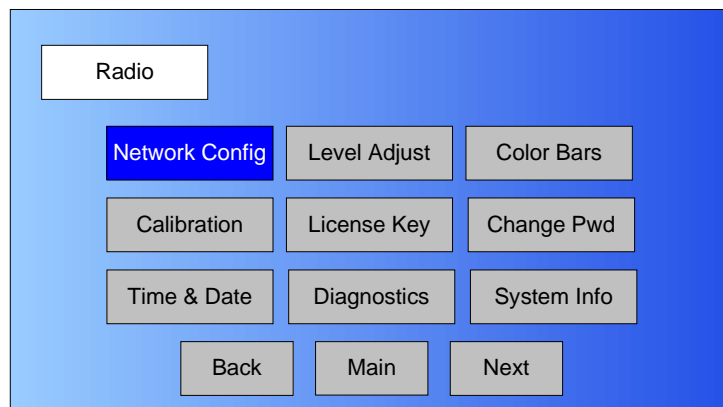 Radio
Network Config
Level Adjust
Color Bars
Calibration
License Key
Change Pwd
Time & Date
Diagnostics
System Info
Back
Main
Next